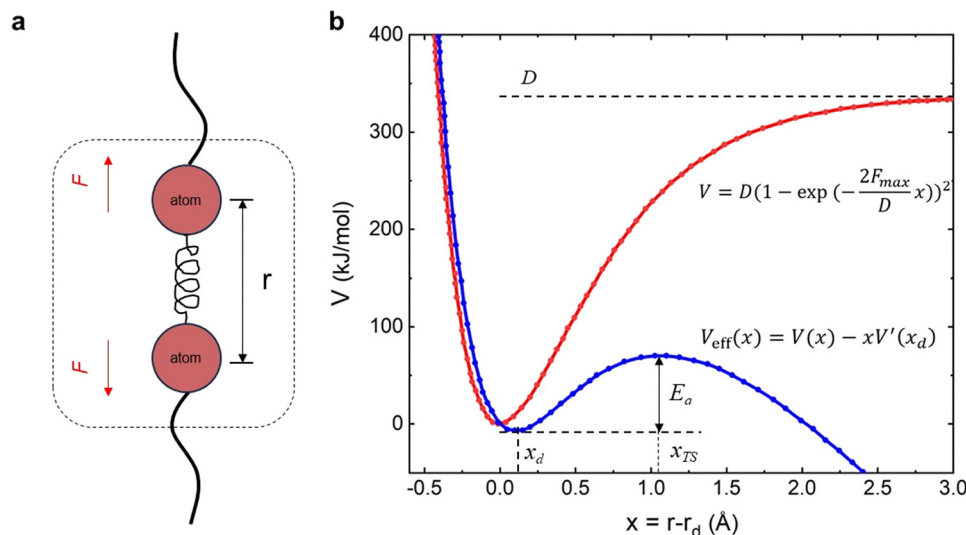 a
F
atom
r
F
atom
b
400
300
200
100
0
V (kJ/mol)
D
V = D(1 − exp (−2F_max/D x))²
V_eff(x) = V(x) − xV′(x_d)
E_a
x_d
x_TS
-0.5 0.0 0.5 1.0 1.5 2.0 2.5 3.0
x = r-r_d (Å)